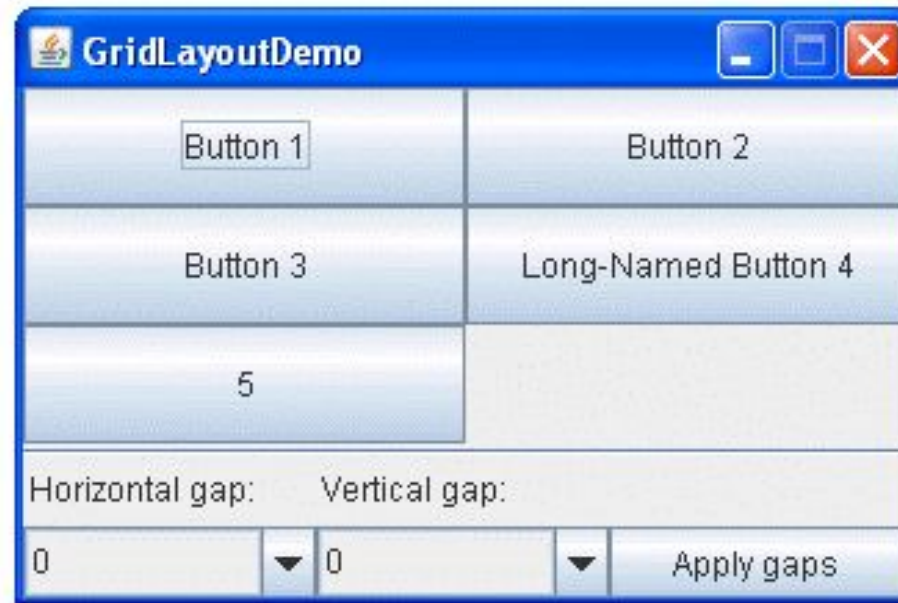 GridLayoutDemo
Button 1 Button 2
Button 3 Long-Named Button 4
5
Horizontal gap: Vertical gap:
0 0 Apply gaps